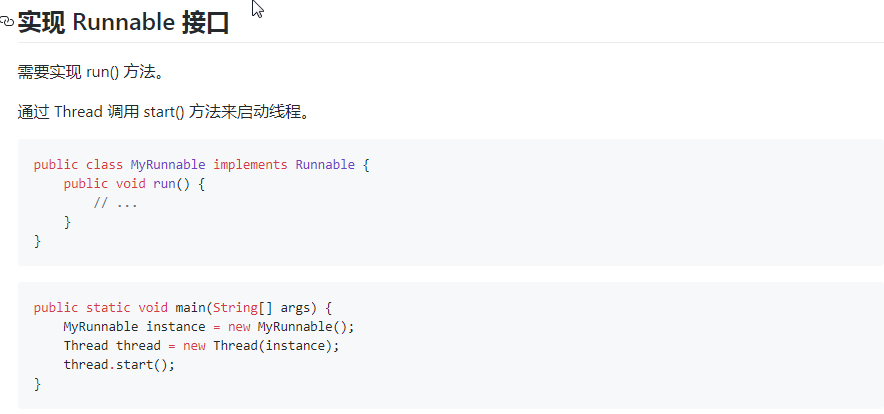 实现 Runnable 接口
需要实现 run() 方法。
通过 Thread 调用 start() 方法来启动线程。
public class MyRunnable implements Runnable {
    public void run() {
        // ...
    }
}
public static void main(String[] args) {
    MyRunnable instance = new MyRunnable();
    Thread thread = new Thread(instance);
    thread.start();
}